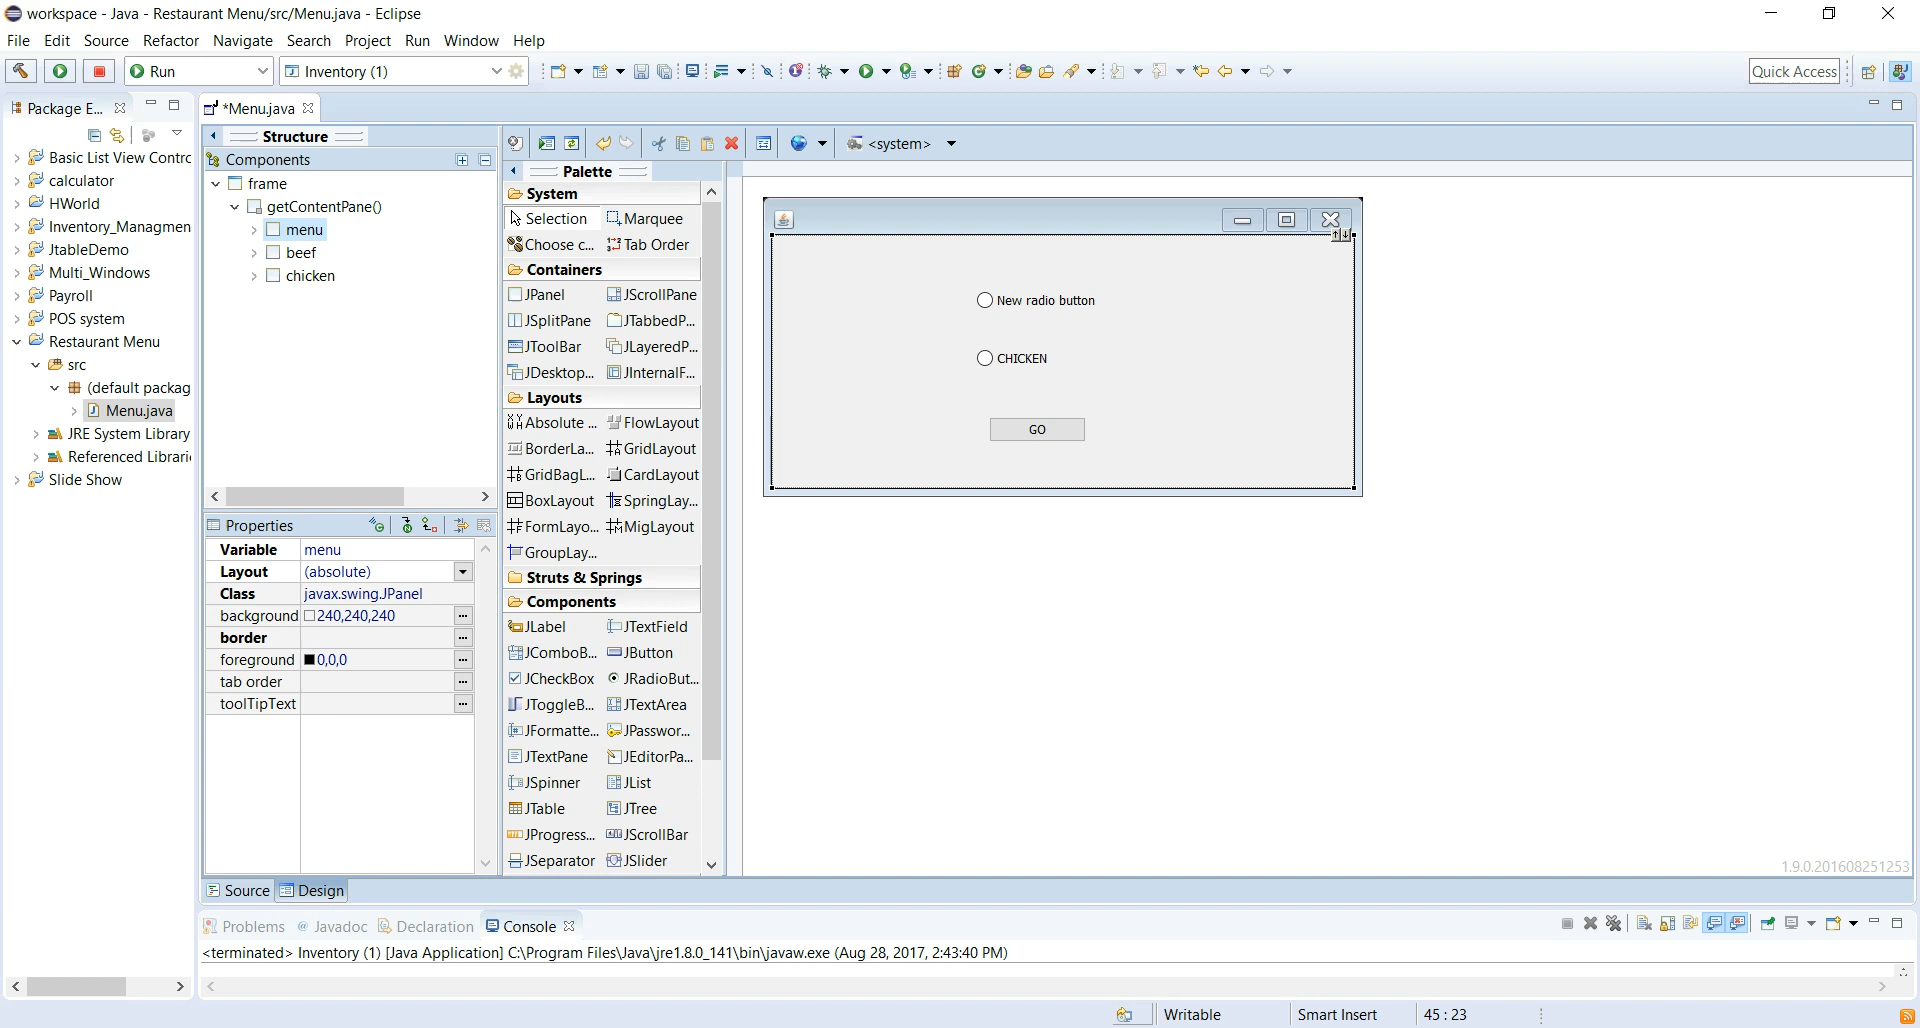 workspace - Java - Restaurant Menu/src/Menu.java - Eclipse
File Edit Source Refactor Navigate Search Project Run Window Help
Run Inventory (1) Quick Access
Package E...
Basic List View Contrc
calculator
HWorld
Inventory_Managmen
JtableDemo
Multi_Windows
Payroll
POS system
Restaurant Menu
src
(default packag
Menu.java
JRE System Library
Referenced Librari
Slide Show
*Menu.java
Structure
Components
frame
getContentPane()
menu
beef
chicken
Properties
Variable menu
Layout (absolute)
Class javax.swing.JPanel
background 240,240,240
border
foreground 0,0,0
tab order
toolTipText
<system>
Palette
System
Selection Marquee
Choose c... Tab Order
Containers
JPanel JScrollPane
JSplitPane JTabbedP...
JToolBar JLayeredP...
JDesktop... JInternalF...
Layouts
Absolute ... FlowLayout
BorderLa... GridLayout
GridBagL... CardLayout
BoxLayout SpringLay...
FormLayo... MigLayout
GroupLay...
Struts & Springs
Components
JLabel JTextField
JComboB... JButton
JCheckBox JRadioBut...
JToggleB... JTextArea
JFormatte... JPasswor...
JTextPane JEditorPa...
JSpinner JList
JTable JTree
JProgress... JScrollBar
JSeparator JSlider
New radio button
CHICKEN
GO
1.9.0.201608251253
Source Design
Problems @ Javadoc Declaration Console
<terminated> Inventory (1) [Java Application] C:\Program Files\Java\jre1.8.0_141\bin\javaw.exe (Aug 28, 2017, 2:43:40 PM)
Writable Smart Insert 45 : 23